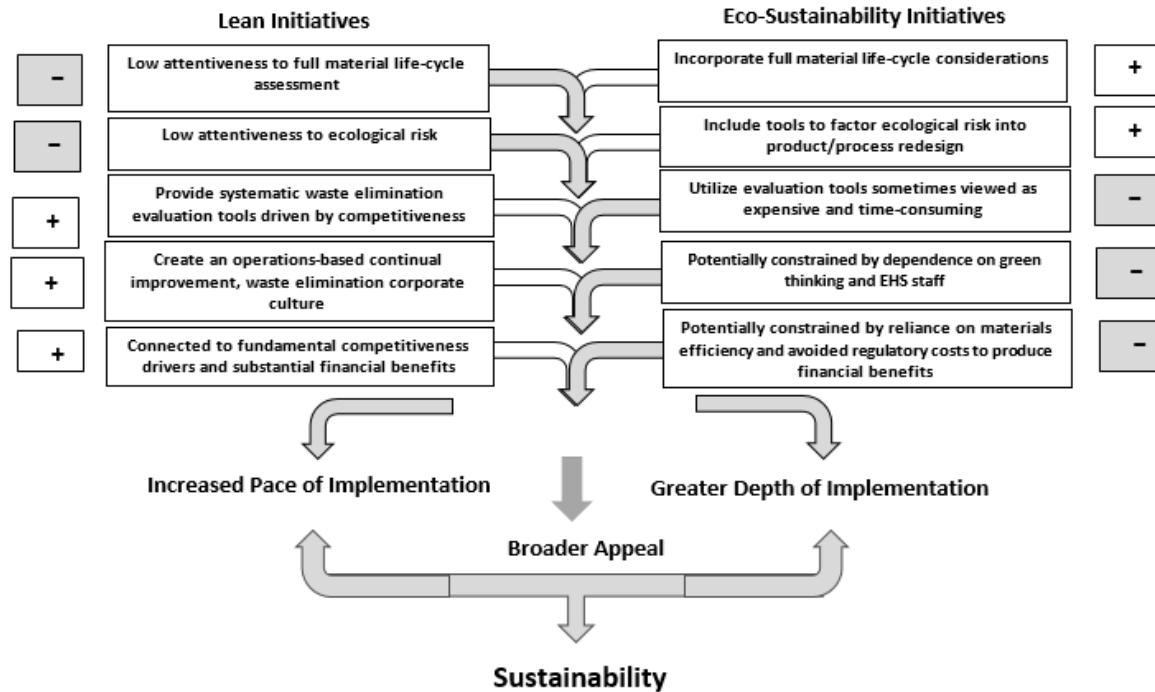 Lean Initiatives
Eco-Sustainability Initiatives
−
Low attentiveness to full material life-cycle
assessment
Incorporate full material life-cycle considerations
+
−
Low attentiveness to ecological risk
Include tools to factor ecological risk into
product/process redesign
+
+
Provide systematic waste elimination
evaluation tools driven by competitiveness
Utilize evaluation tools sometimes viewed as
expensive and time-consuming
−
+
Create an operations-based continual
improvement, waste elimination corporate
culture
Potentially constrained by dependence on green
thinking and EHS staff
−
+
Connected to fundamental competitiveness
drivers and substantial financial benefits
Potentially constrained by reliance on materials
efficiency and avoided regulatory costs to produce
financial benefits
−
Increased Pace of Implementation
Greater Depth of Implementation
Broader Appeal
Sustainability